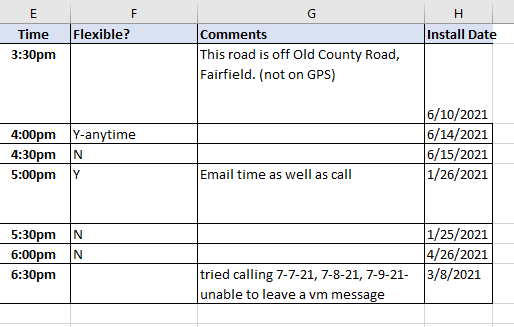 E F G H
Time Flexible? Comments Install Date
3:30pm This road is off Old County Road,
Fairfield. (not on GPS)
6/10/2021
4:00pm Y-anytime 6/14/2021
4:30pm N 6/15/2021
5:00pm Y Email time as well as call 1/26/2021
5:30pm N 1/25/2021
6:00pm N 4/26/2021
6:30pm tried calling 7-7-21, 7-8-21, 7-9-21- 3/8/2021
unable to leave a vm message